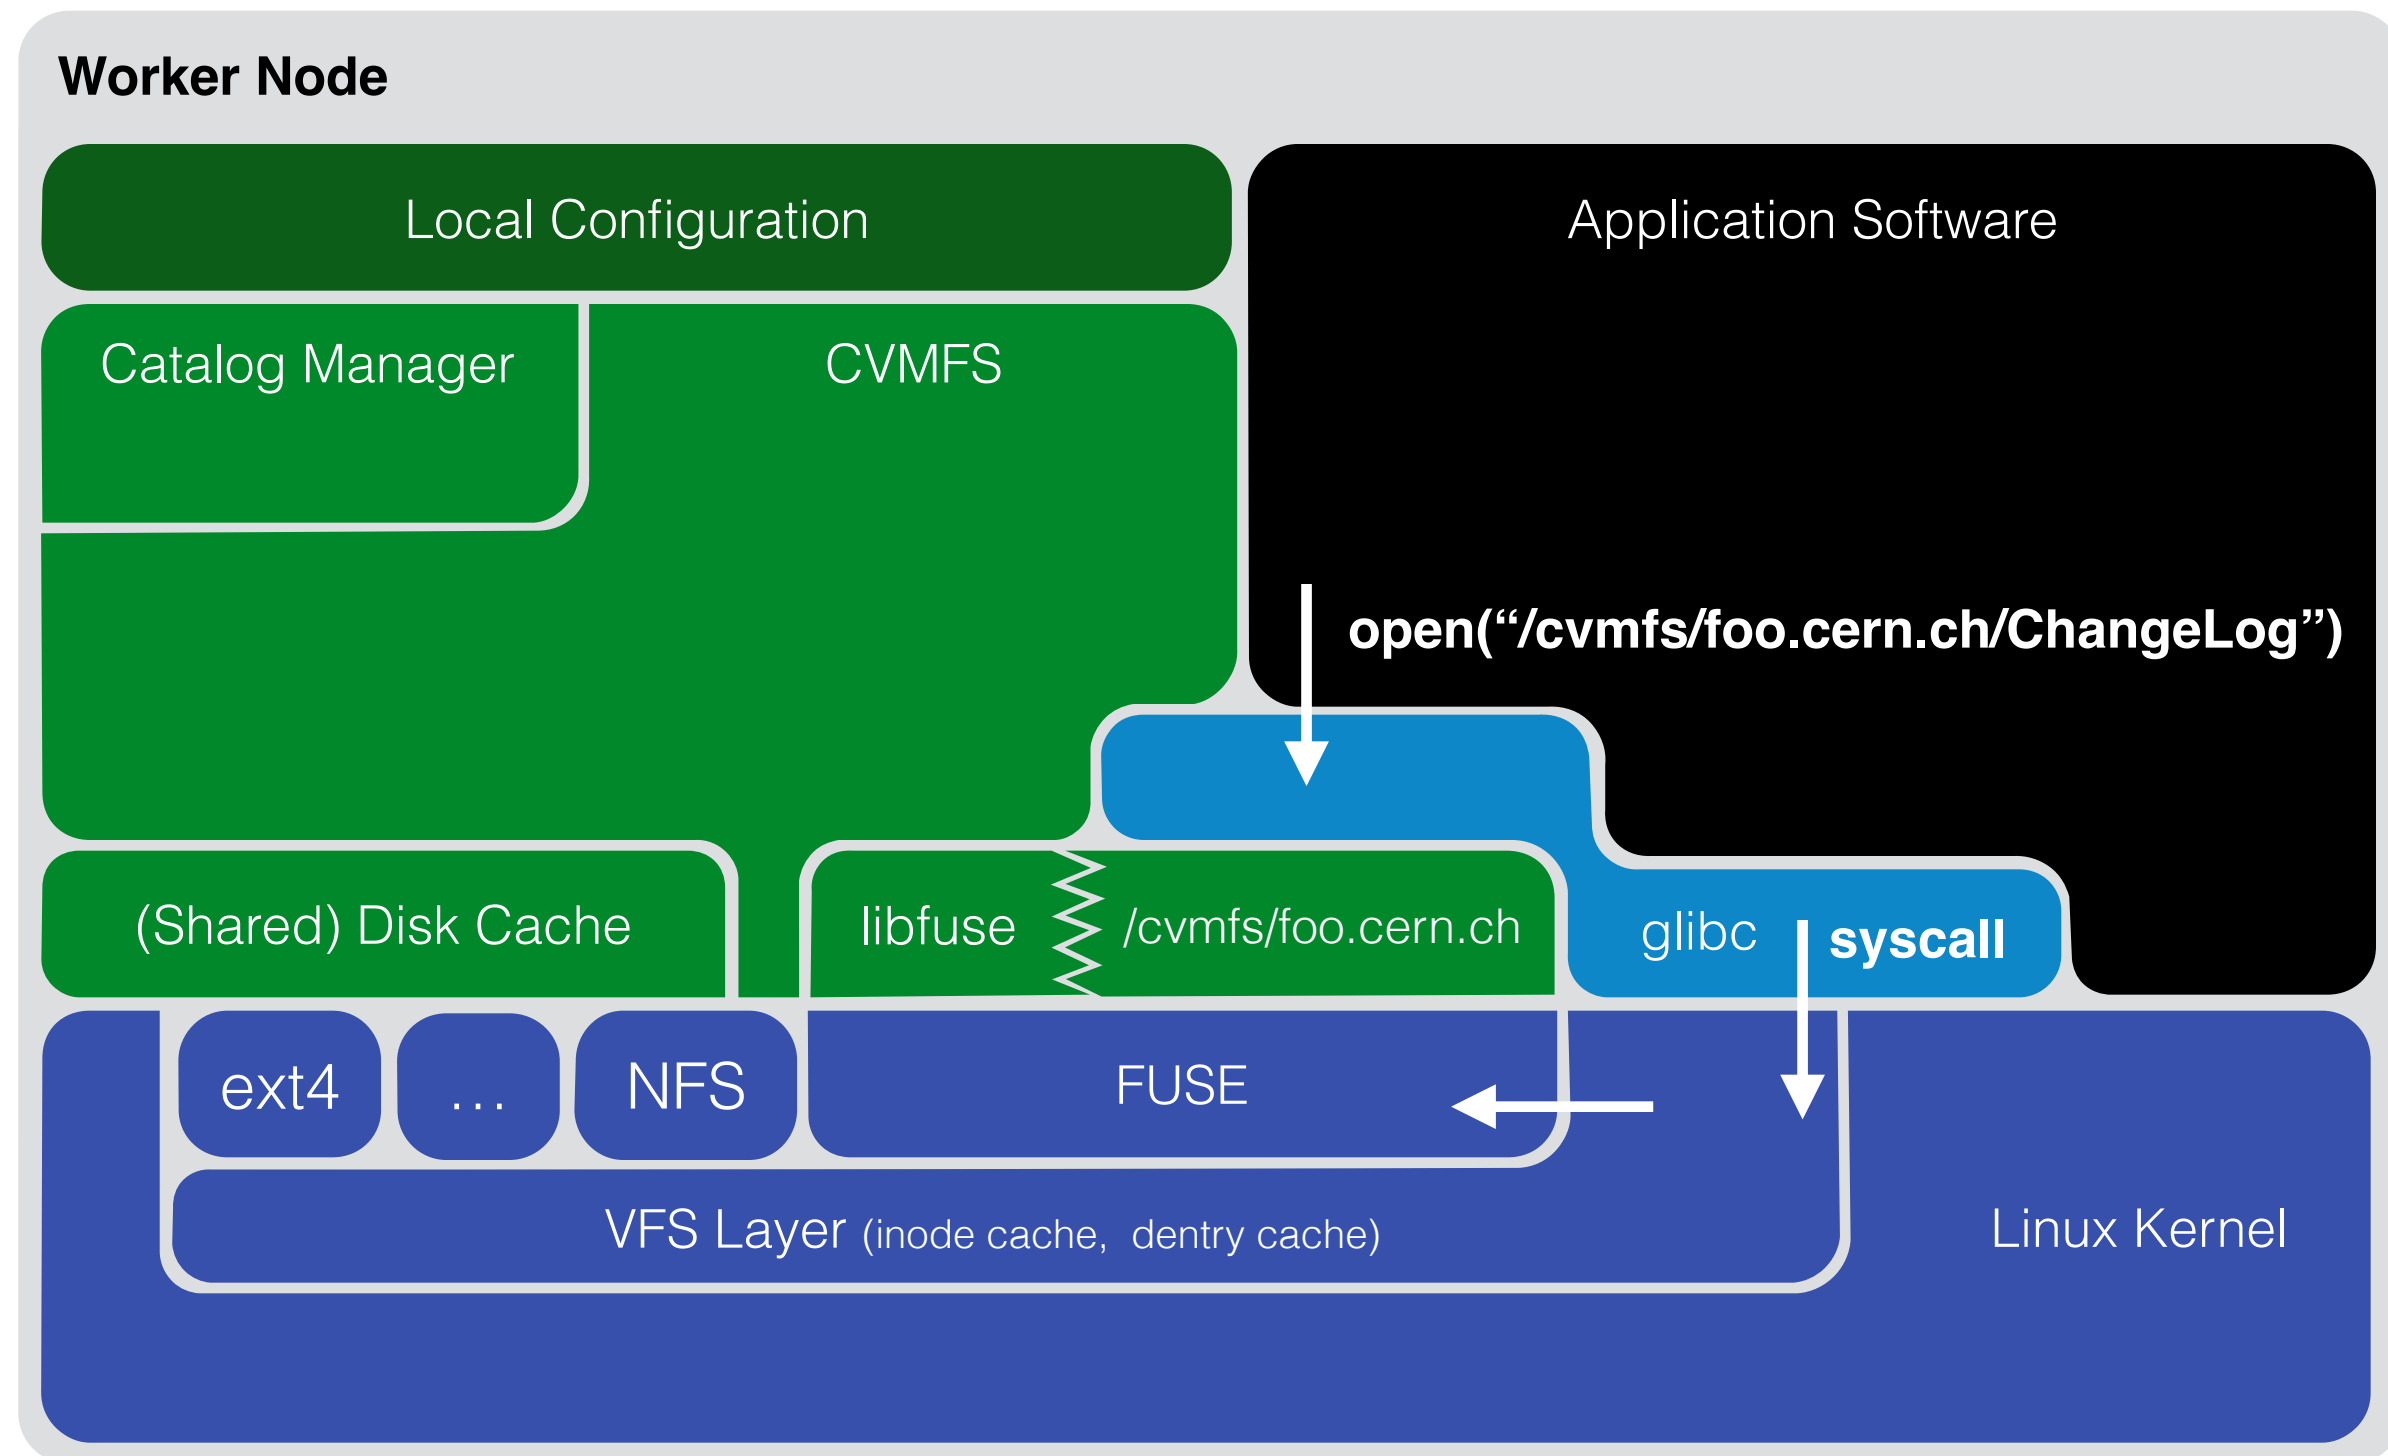 Worker Node
Local Configuration
Application Software
Catalog Manager
CVMFS
open(“/cvmfs/foo.cern.ch/ChangeLog”)
(Shared) Disk Cache
libfuse
/cvmfs/foo.cern.ch
glibc
syscall
ext4
...
NFS
FUSE
VFS Layer (inode cache, dentry cache)
Linux Kernel